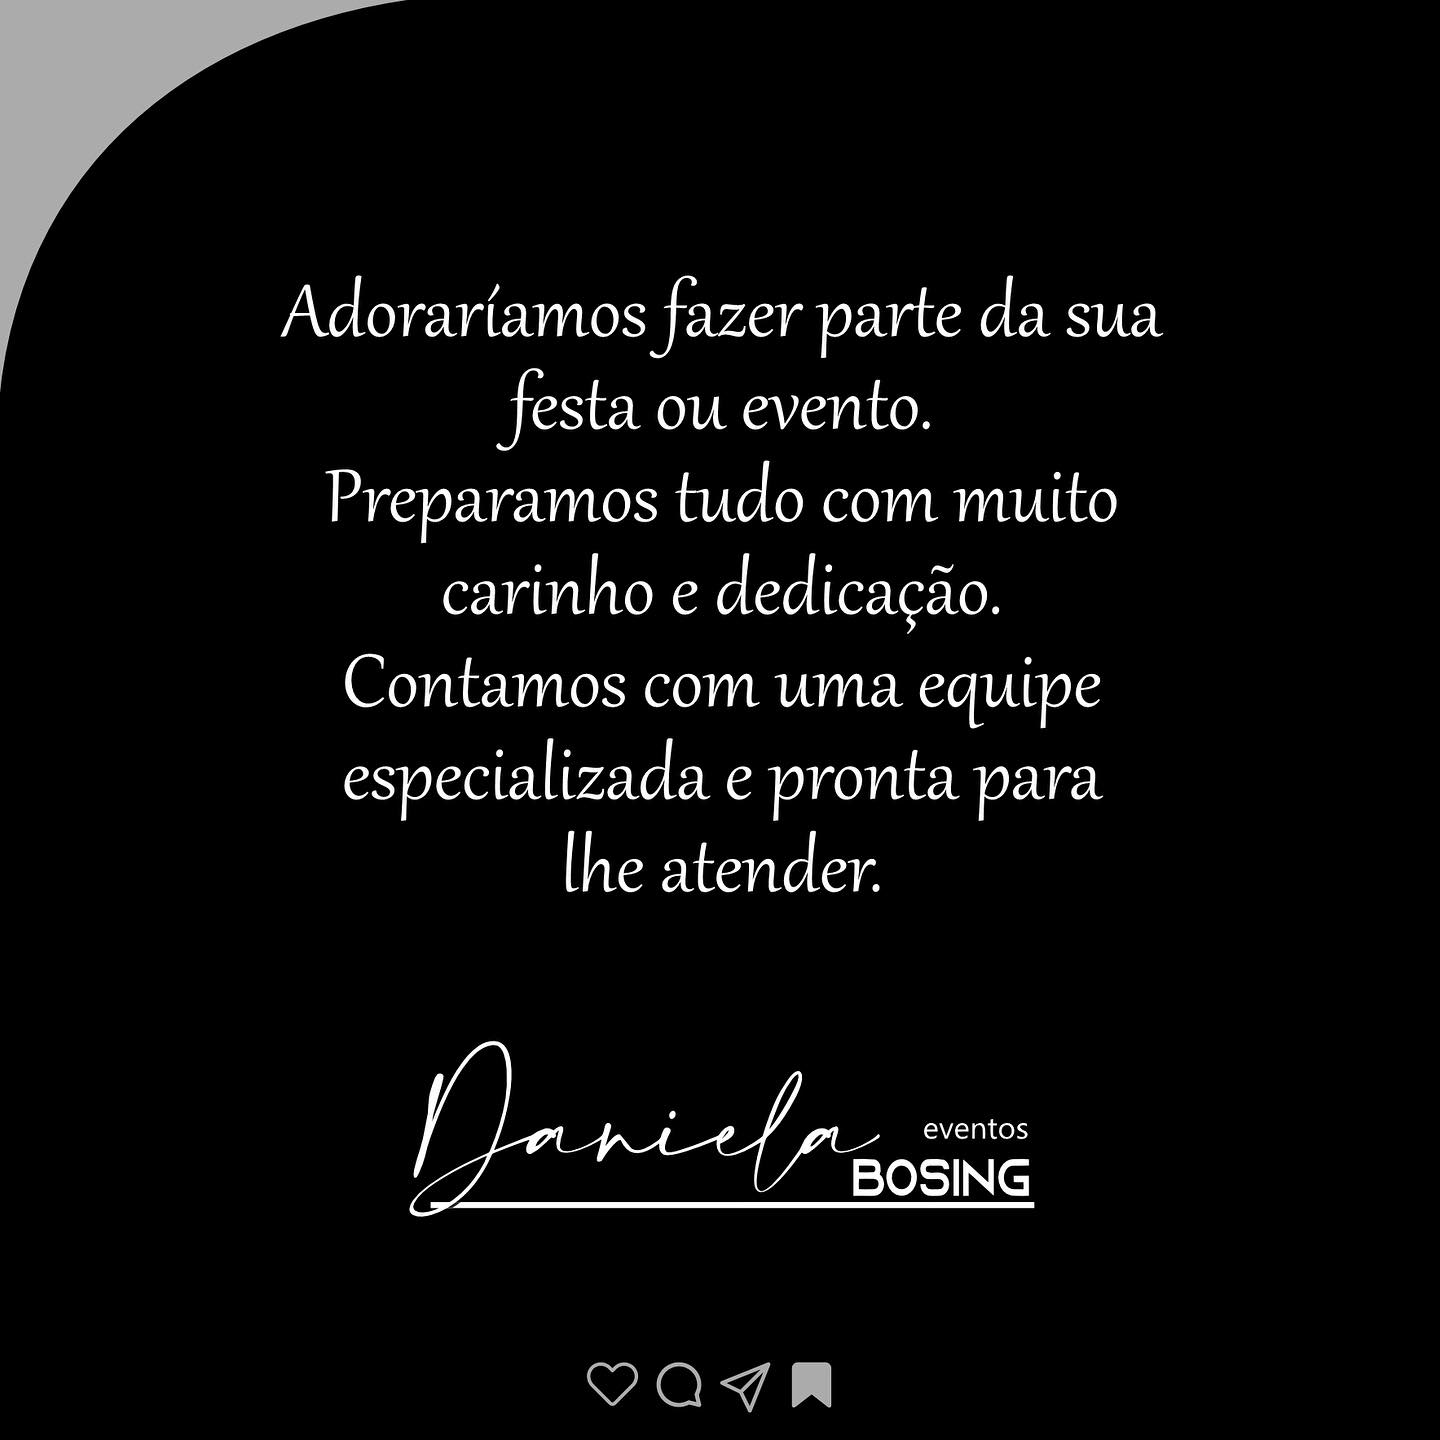 Adoraríamos fazer parte da sua
festa ou evento.
Preparamos tudo com muito
carinho e dedicação.
Contamos com uma equipe
especializada e pronta para
lhe atender.
Daniela eventos
BOSING